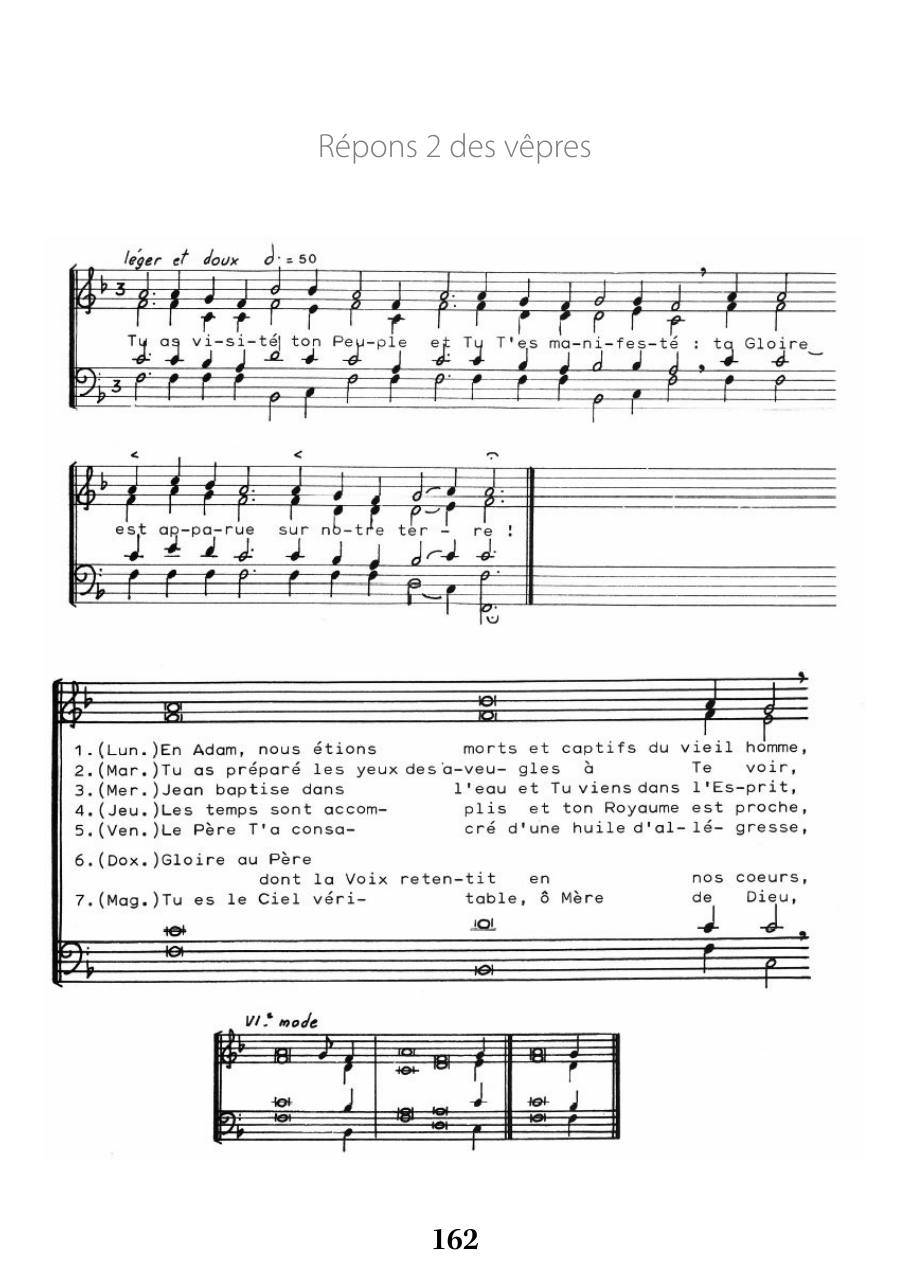 Répons 2 des vêpres
léger et doux 𝅗𝅥. = 50
3
Tu as vi-si-té ton Peu-ple et Tu T'es ma-ni-fes-té : ta Gloire
3
est ap-pa-rue sur no-tre ter - re !
1.(Lun.)En Adam, nous étions morts et captifs du vieil homme,
2.(Mar.)Tu as préparé les yeux des a-veu- gles à Te voir,
3.(Mer.)Jean baptise dans l'eau et Tu viens dans l'Es-prit,
4.(Jeu.)Les temps sont accom- plis et ton Royaume est proche,
5.(Ven.)Le Père T'a consa- cré d'une huile d'al-lé- gresse,
6.(Dox.)Gloire au Père
dont la Voix reten-tit en nos coeurs,
7.(Mag.)Tu es le Ciel véri- table, ô Mère de Dieu,
VI.e mode
162